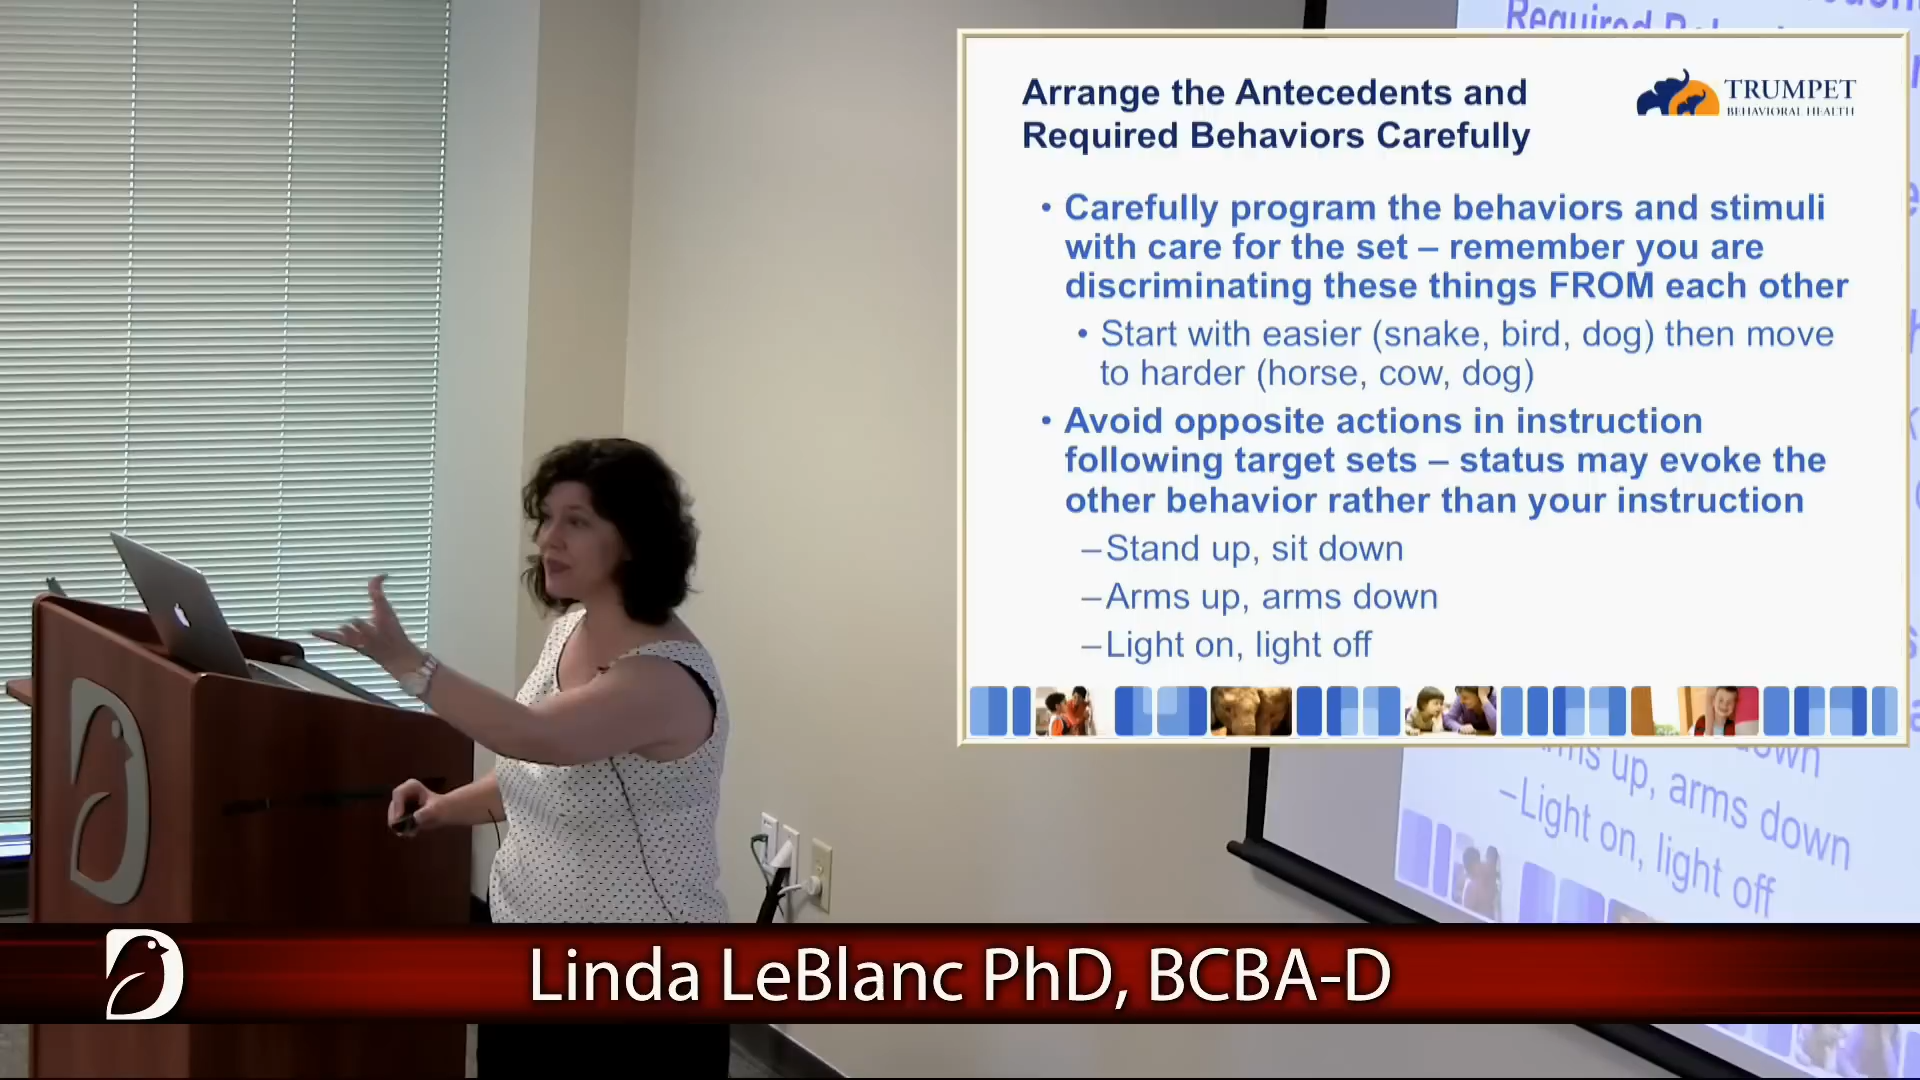 Required
Arrange the Antecedents and
Required Behaviors Carefully
TRUMPET
BEHAVIORAL HEALTH
• Carefully program the behaviors and stimuli
with care for the set – remember you are
discriminating these things FROM each other
• Start with easier (snake, bird, dog) then move
to harder (horse, cow, dog)
• Avoid opposite actions in instruction
following target sets – status may evoke the
other behavior rather than your instruction
–Stand up, sit down
–Arms up, arms down
–Light on, light off
up, arms down
–Light on, light off
Linda LeBlanc PhD, BCBA-D